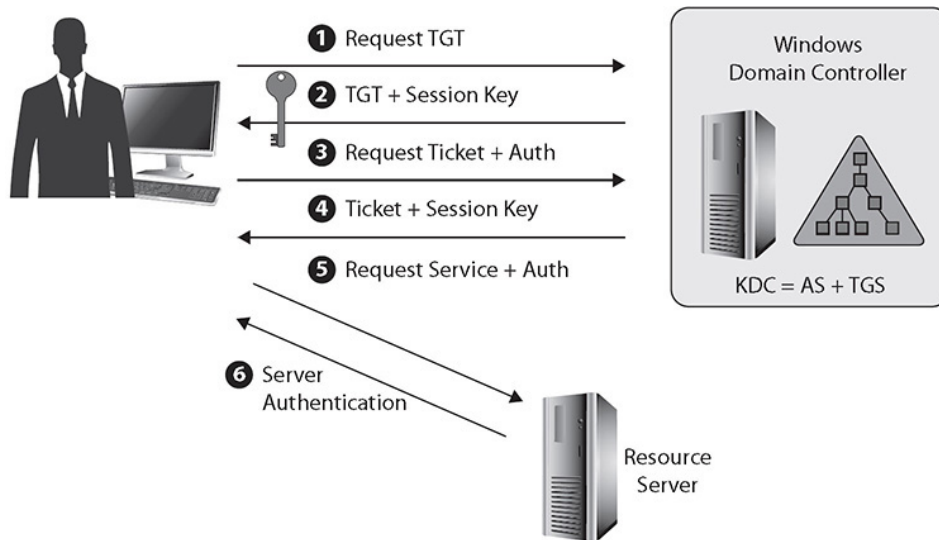 1 Request TGT
2 TGT + Session Key
3 Request Ticket + Auth
4 Ticket + Session Key
5 Request Service + Auth
6 Server
Authentication
Windows
Domain Controller
KDC = AS + TGS
Resource
Server